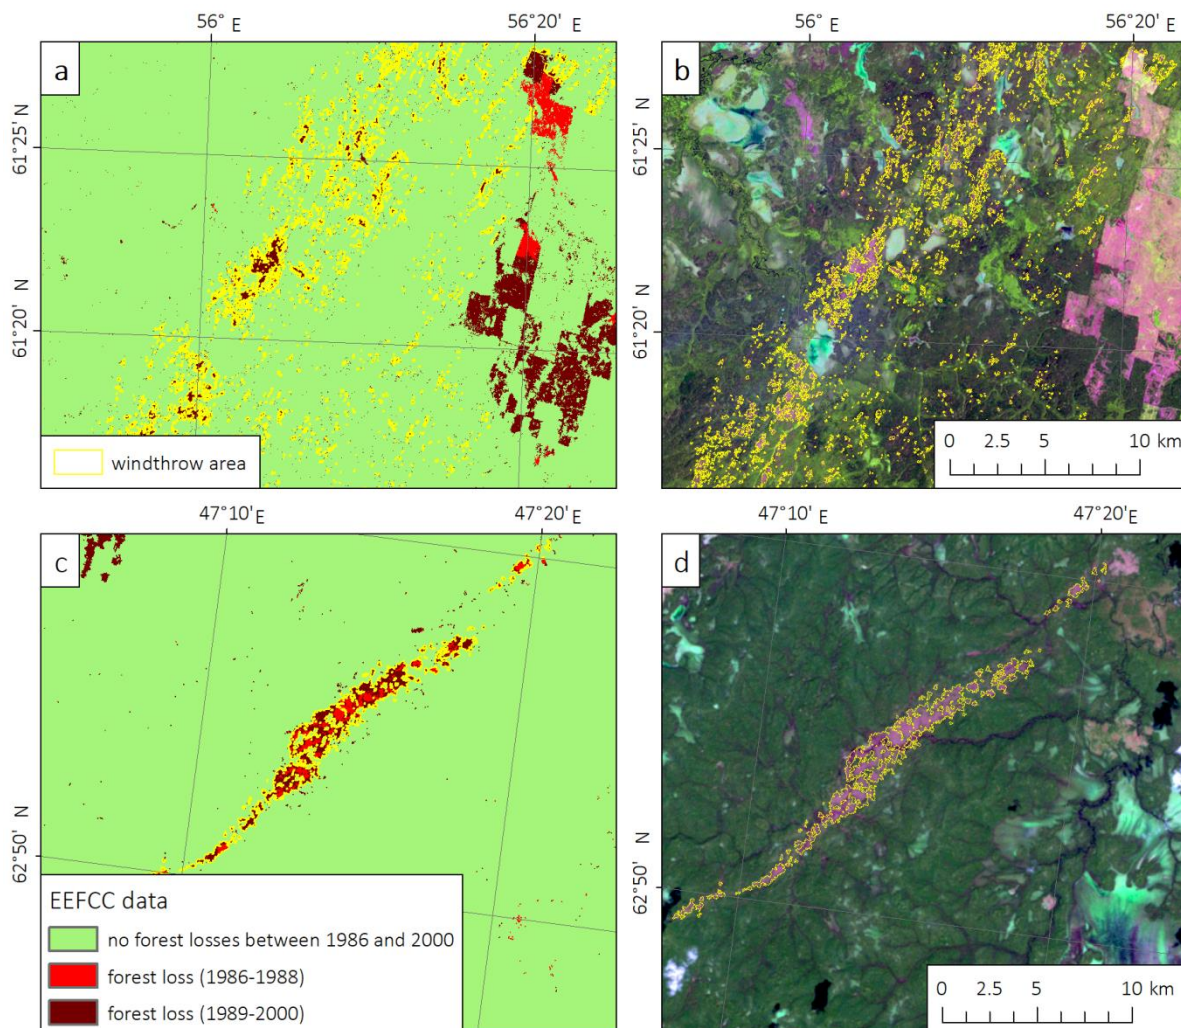 56° E
56°20' E
56° E
56°20' E
a
b
61°25' N
61°20' N
61°25' N
61°20' N
windthrow area
0 2.5 5 10 km
47°10' E
47°20' E
47°10' E
47°20' E
c
d
62°50' N
62°50' N
EEFCC data
no forest losses between 1986 and 2000
forest loss (1986-1988)
forest loss (1989-2000)
0 2.5 5 10 km